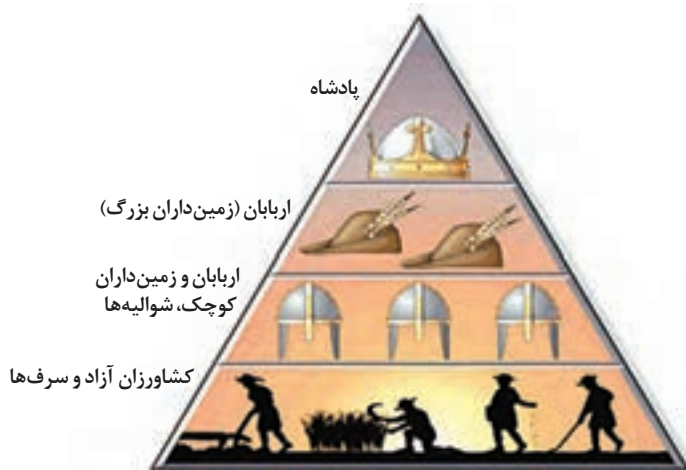 پادشاه
اربابان (زمین‌داران بزرگ)
اربابان و زمین‌داران
کوچک، شوالیه‌ها
کشاورزان آزاد و سرف‌ها